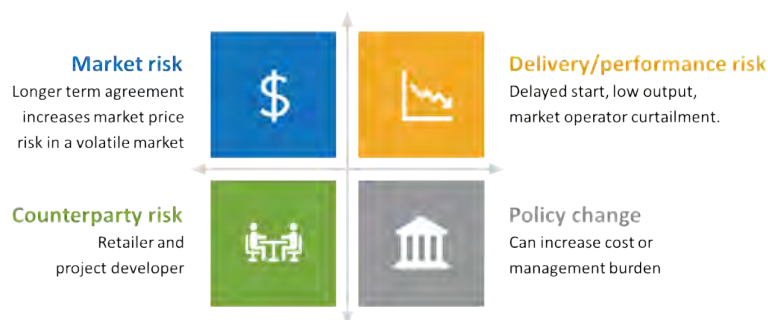 Market risk
Longer term agreement
increases market price
risk in a volatile market
$
Delivery/performance risk
Delayed start, low output,
market operator curtailment.
Counterparty risk
Retailer and
project developer
Policy change
Can increase cost or
management burden